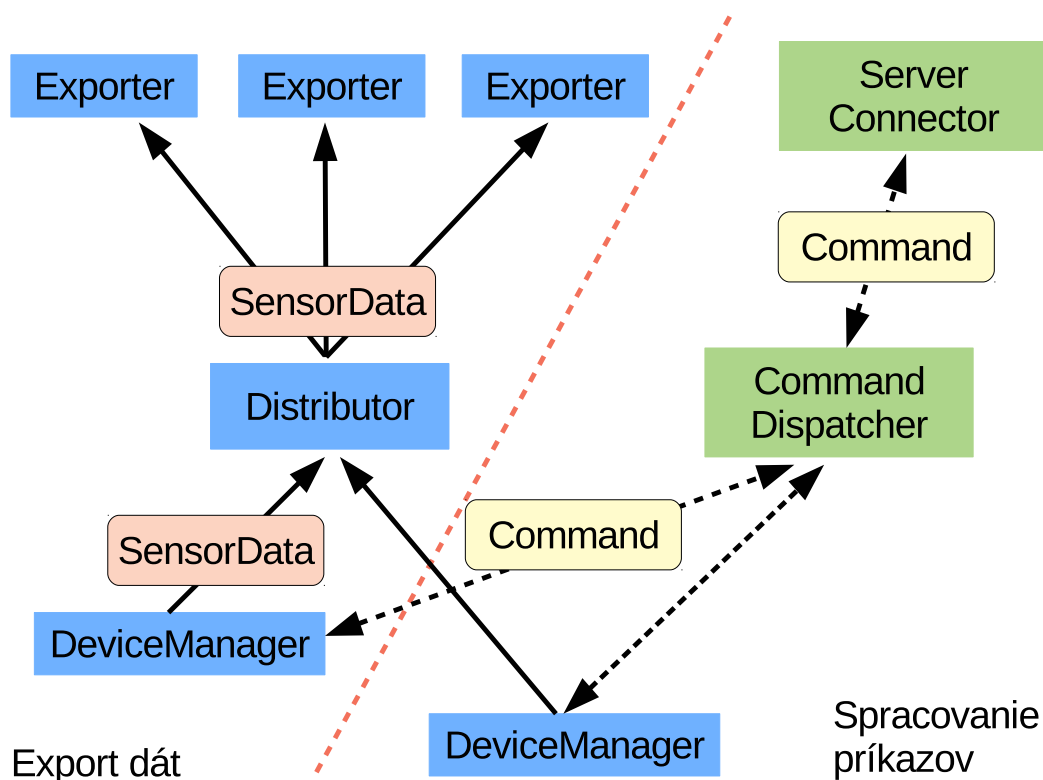 Exporter
Exporter
Exporter
Server
Connector
Command
SensorData
Command
Dispatcher
Distributor
Command
SensorData
DeviceManager
DeviceManager
Spracovanie
príkazov
Export dát